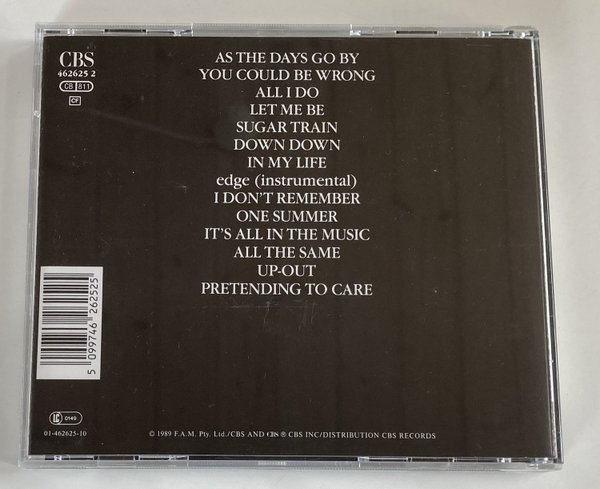 CBS
462625 2
CB 811
CF
AS THE DAYS GO BY
YOU COULD BE WRONG
ALL I DO
LET ME BE
SUGAR TRAIN
DOWN DOWN
IN MY LIFE
edge (instrumental)
I DON'T REMEMBER
ONE SUMMER
IT'S ALL IN THE MUSIC
ALL THE SAME
UP-OUT
PRETENDING TO CARE
5 099746 262525
LC 0149
01-462625-10
© 1989 F.A.M. Pty. Ltd./CBS AND CBS ® CBS INC/DISTRIBUTION CBS RECORDS